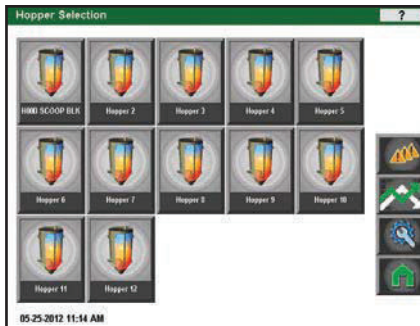 Hopper Selection ?
HOOD SCOOP BLK Hopper 2 Hopper 3 Hopper 4 Hopper 5
Hopper 6 Hopper 7 Hopper 8 Hopper 9 Hopper 10
Hopper 11 Hopper 12
05-25-2012 11:14 AM